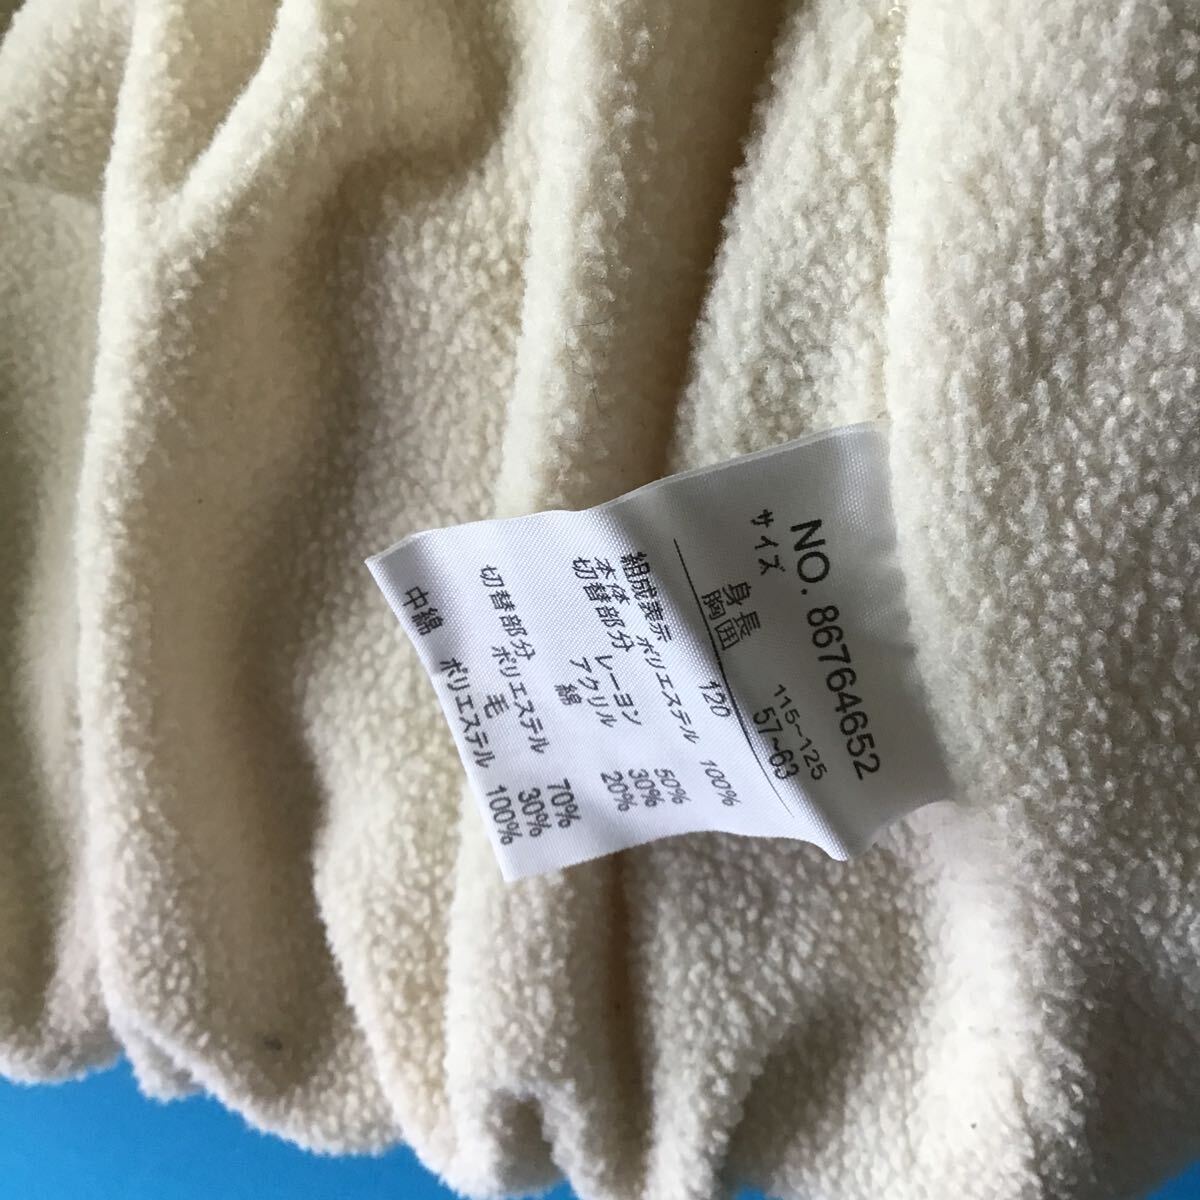 NO. 86764652
サイズ
身長 115~125
胸囲 57~63
120
組成表示
本体 ポリエステル 100%
切替部分 レーヨン 50%
アクリル 30%
綿 20%
切替部分 ポリエステル 70%
毛 30%
中綿 ポリエステル 100%